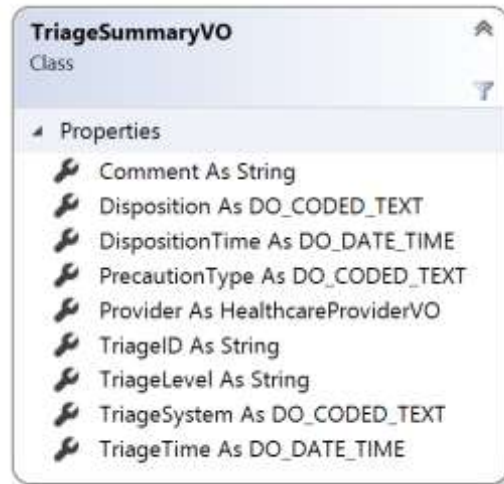 TriageSummaryVO
Class
Properties
Comment As String
Disposition As DO_CODED_TEXT
DispositionTime As DO_DATE_TIME
PrecautionType As DO_CODED_TEXT
Provider As HealthcareProviderVO
TriageID As String
TriageLevel As String
TriageSystem As DO_CODED_TEXT
TriageTime As DO_DATE_TIME